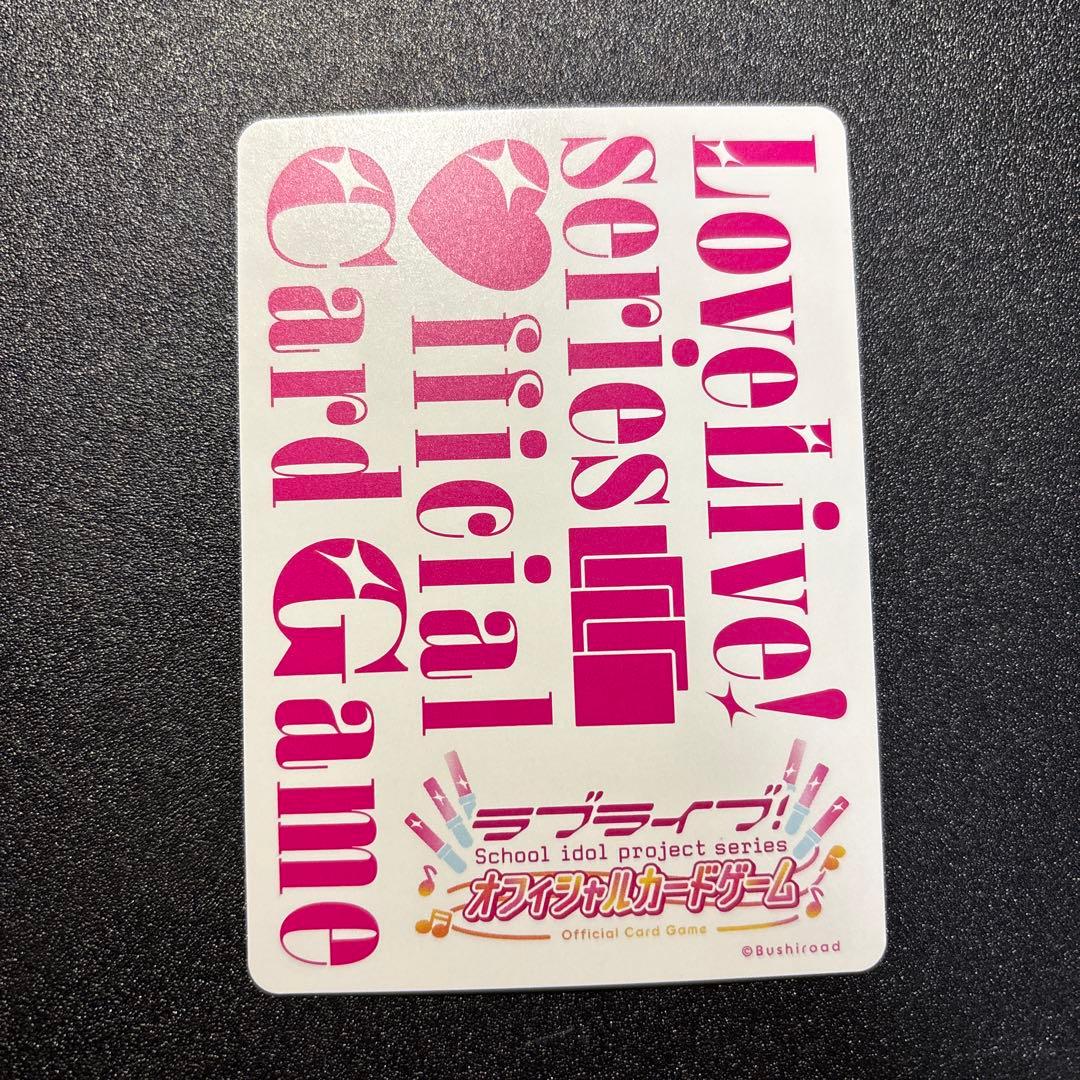 LoveLive!
series
♥fficial
Card Game
ラブライブ!
School idol project series
オフィシャルカードゲーム
Official Card Game
©Bushiroad